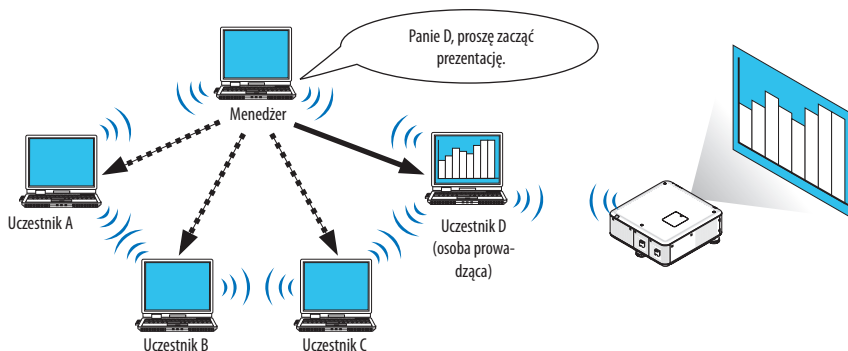 Panie D, proszę zacząć
prezentację.
Menedżer
Uczestnik A
Uczestnik D
(osoba prowa-
dząca)
Uczestnik B
Uczestnik C